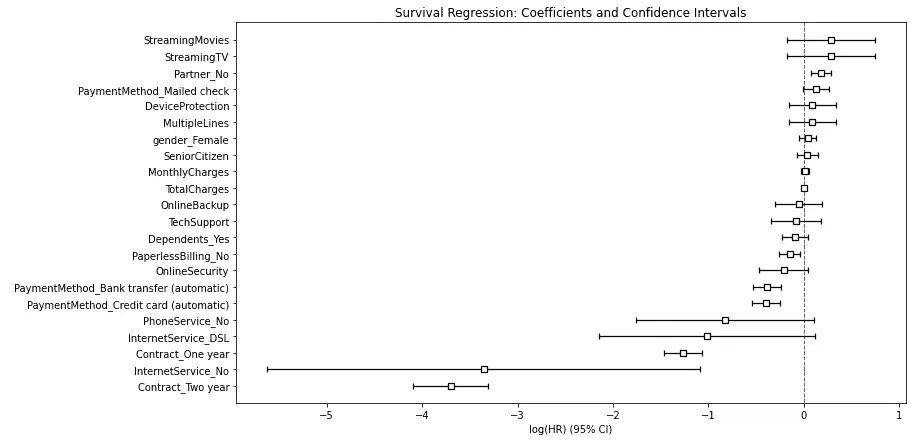 Survival Regression: Coefficients and Confidence Intervals
StreamingMovies
StreamingTV
Partner_No
PaymentMethod_Mailed check
DeviceProtection
MultipleLines
gender_Female
SeniorCitizen
MonthlyCharges
TotalCharges
OnlineBackup
TechSupport
Dependents_Yes
PaperlessBilling_No
OnlineSecurity
PaymentMethod_Bank transfer (automatic)
PaymentMethod_Credit card (automatic)
PhoneService_No
InternetService_DSL
Contract_One year
InternetService_No
Contract_Two year
−5 −4 −3 −2 −1 0 1
log(HR) (95% CI)